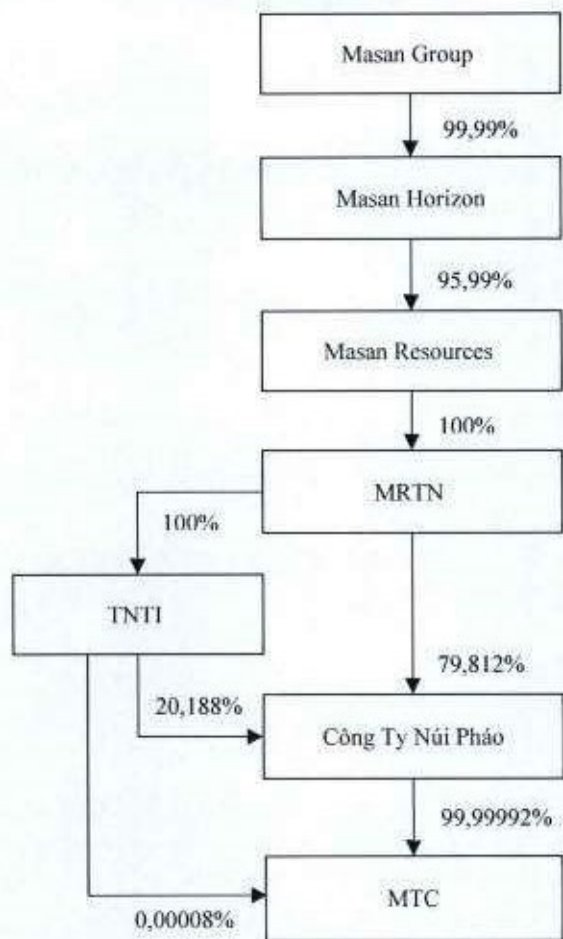 Masan Group
99,99%
Masan Horizon
95,99%
Masan Resources
100%
MRTN
100%
TNTI
79,812%
20,188%
Công Ty Núi Pháo
99,99992%
MTC
0,00008%